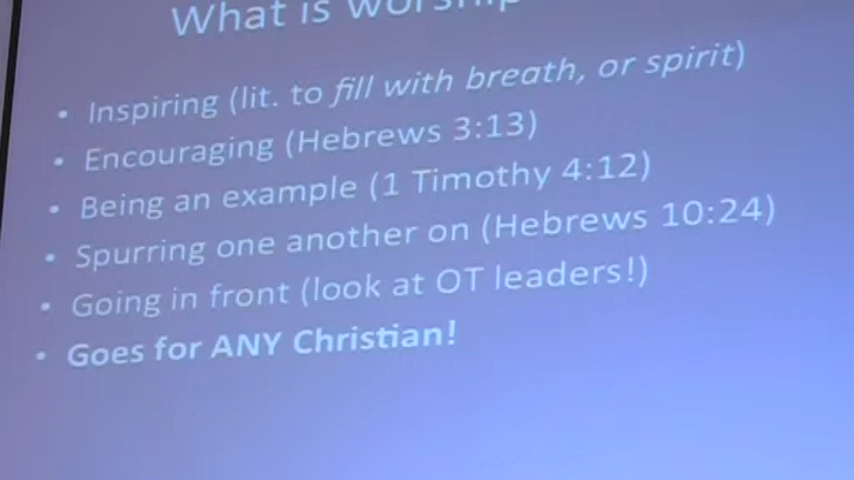 What is worship
• Inspiring (lit. to fill with breath, or spirit)
• Encouraging (Hebrews 3:13)
• Being an example (1 Timothy 4:12)
• Spurring one another on (Hebrews 10:24)
• Going in front (look at OT leaders!)
• Goes for ANY Christian!